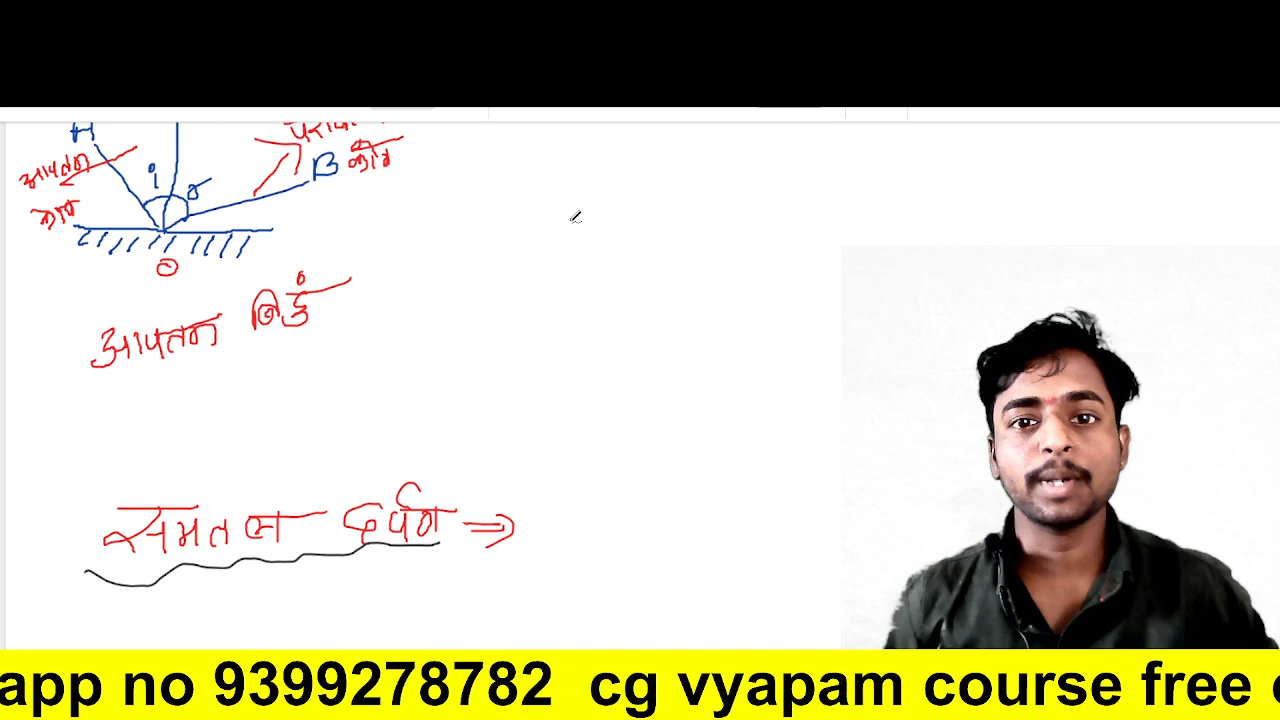 A
i
r
B
आपतन
कोण
कोण
O
आपतन बिंदु
समतल दर्पण ⇒
app no 9399278782 cg vyapam course free